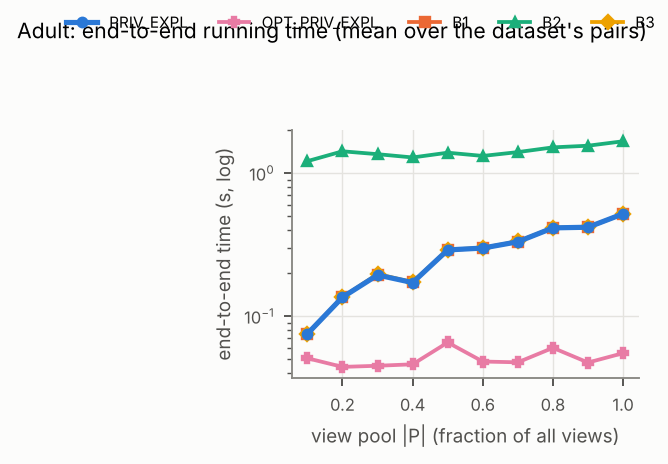 PRIV_EXPL OPT_PRIV_EXPL B1 B2 B3
Adult: end-to-end running time (mean over the dataset's pairs)
end-to-end time (s, log)
10⁰
10⁻¹
0.2 0.4 0.6 0.8 1.0
view pool |P| (fraction of all views)